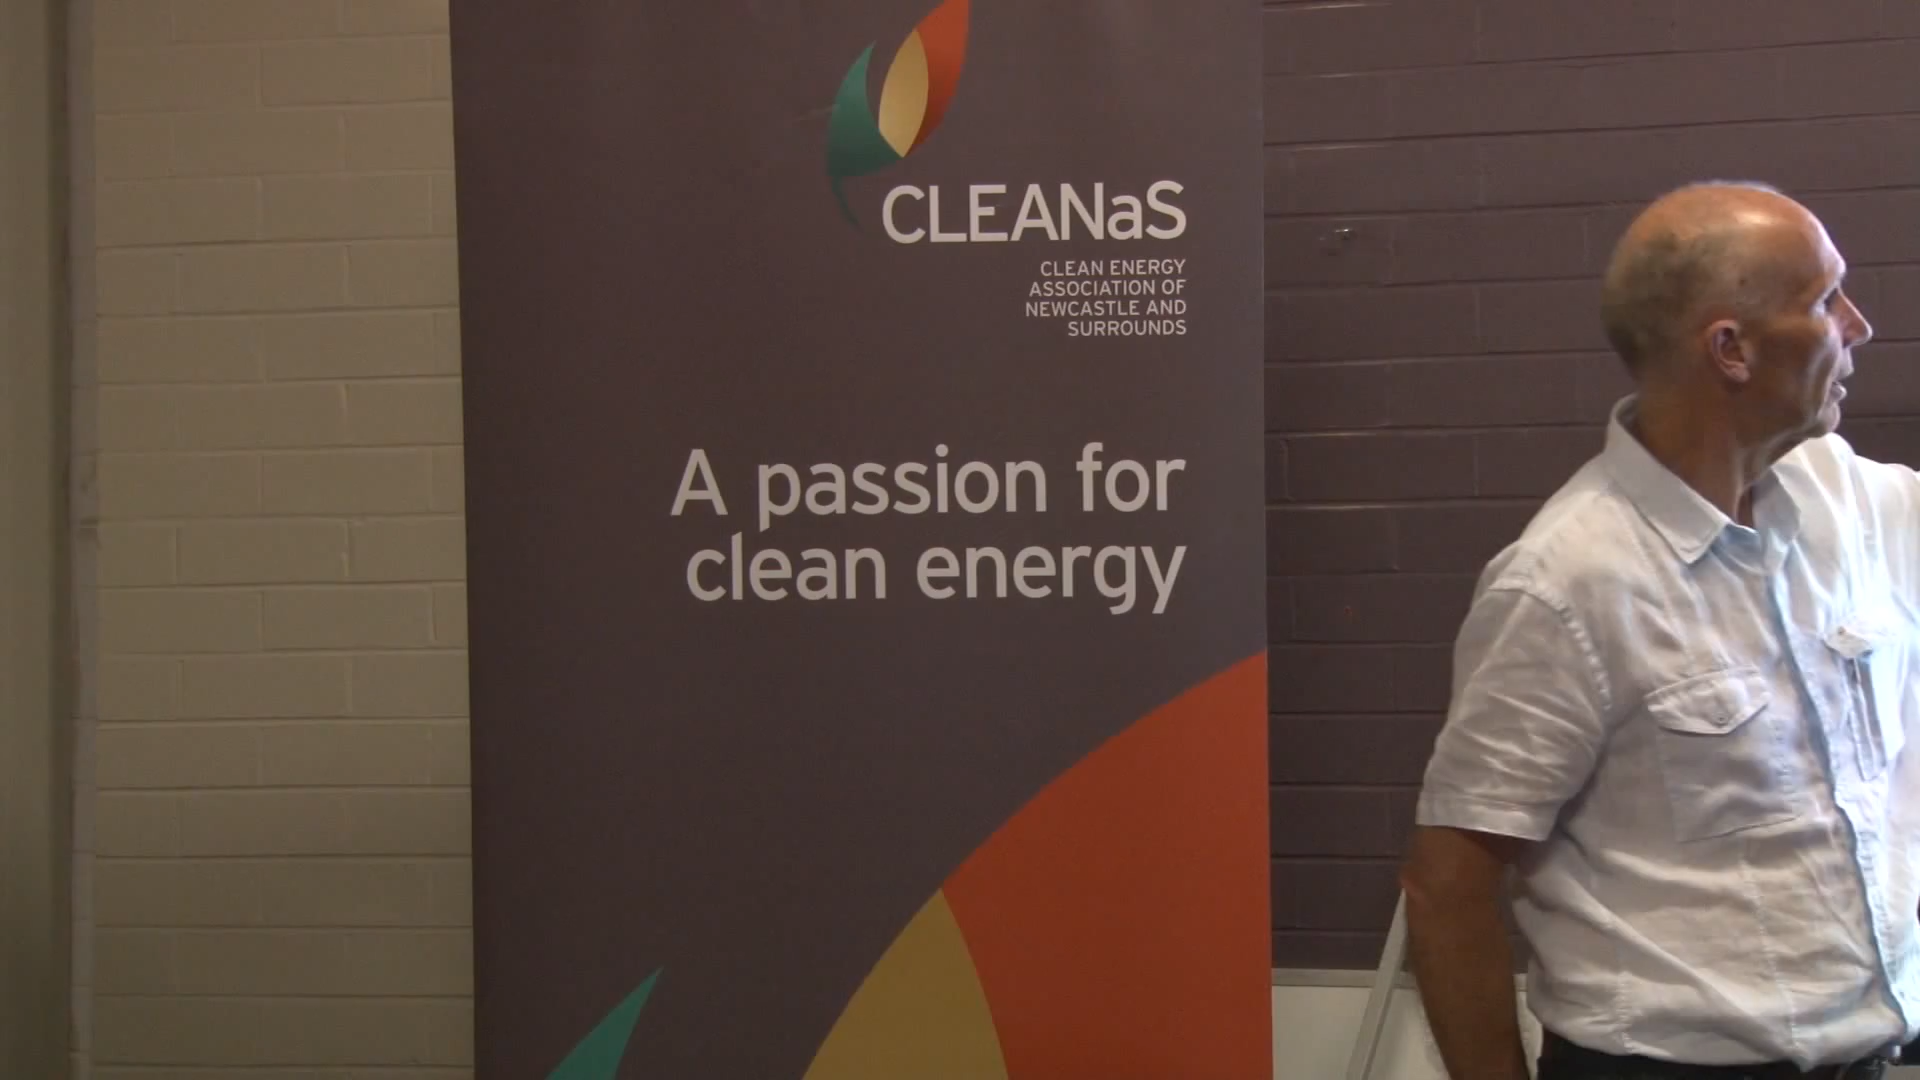 CLEANaS
CLEAN ENERGY
ASSOCIATION OF
NEWCASTLE AND
SURROUNDS
A passion for
clean energy